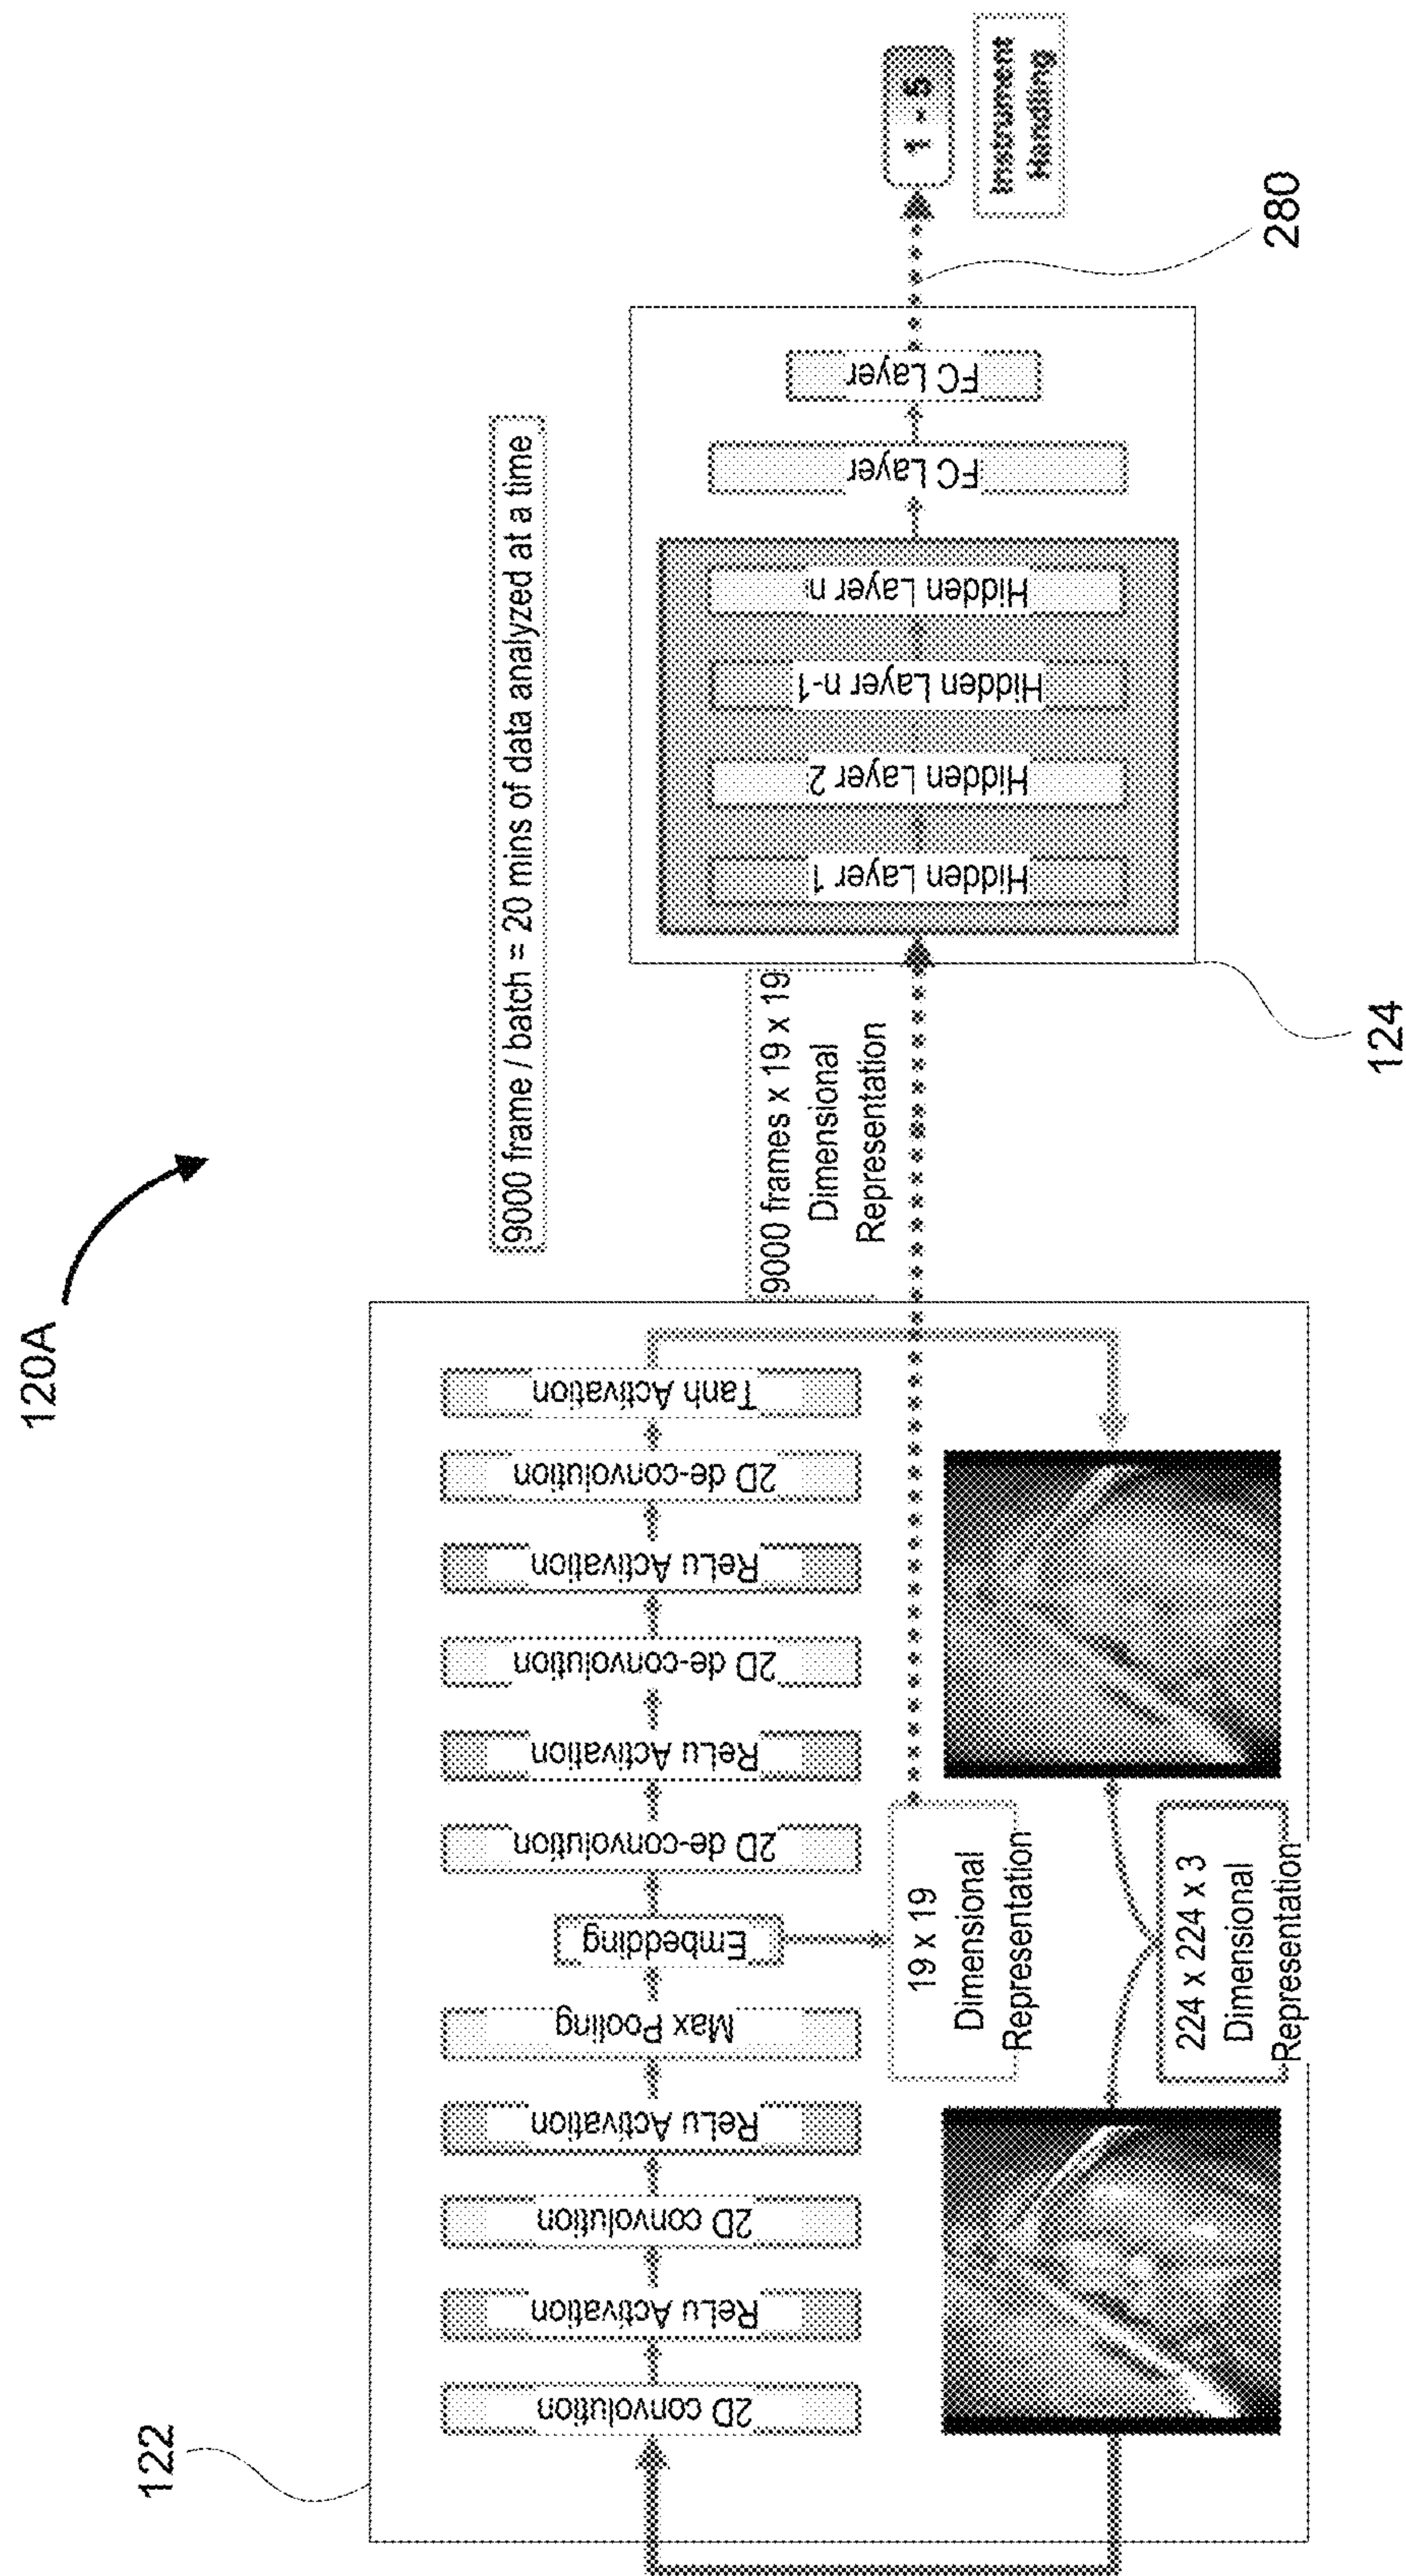 120A
122
2D convolution
ReLu Activation
2D convolution
ReLu Activation
Max Pooling
Embedding
2D de-convolution
ReLu Activation
2D de-convolution
ReLu Activation
2D de-convolution
Tanh Activation
19 x 19
Dimensional
Representation
224 x 224 x 3
Dimensional
Representation
9000 frame / batch = 20 mins of data analyzed at a time
9000 frames x 19 x 19
Dimensional
Representation
Hidden Layer 1
Hidden Layer 2
Hidden Layer n-1
Hidden Layer n
FC Layer
FC Layer
124
280
1 - 5
Instrument
Handling